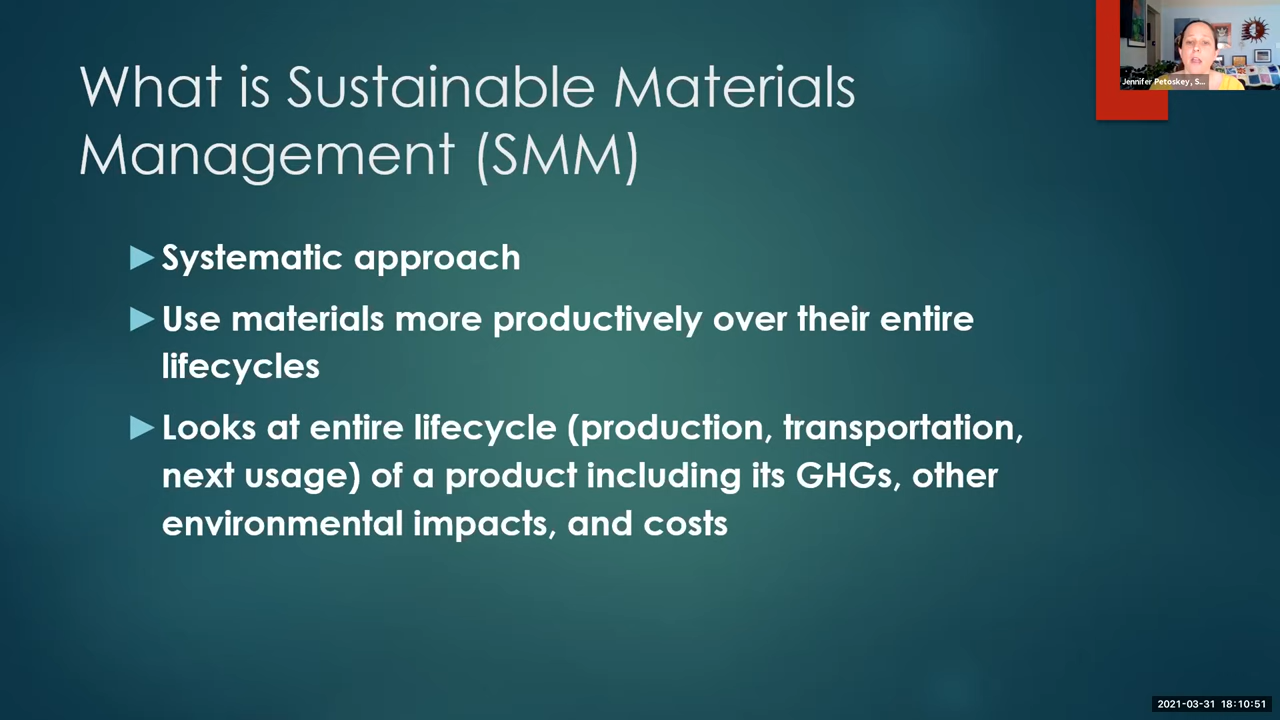 What is Sustainable Materials
Management (SMM)
Systematic approach
Use materials more productively over their entire
lifecycles
Looks at entire lifecycle (production, transportation,
next usage) of a product including its GHGs, other
environmental impacts, and costs
Jennifer Petoskey, S...
2021-03-31 18:10:51